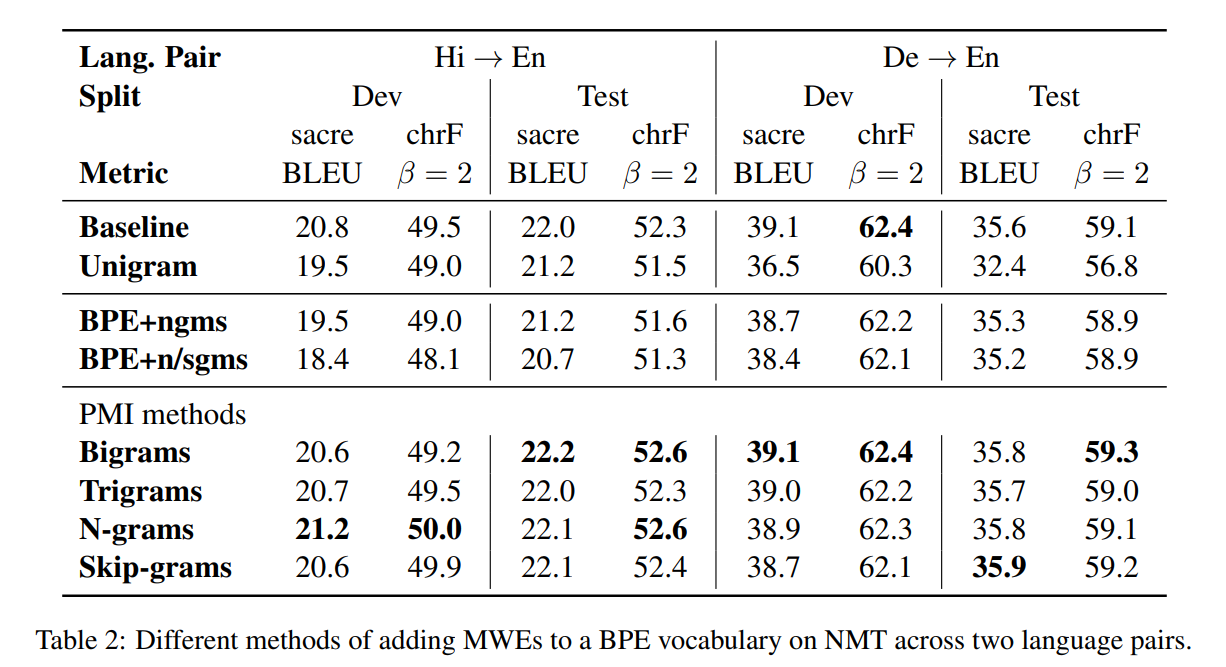 Lang. Pair Hi → En De → En
Split Dev Test Dev Test
sacre chrF sacre chrF sacre chrF sacre chrF
Metric BLEU β = 2 BLEU β = 2 BLEU β = 2 BLEU β = 2
Baseline 20.8 49.5 22.0 52.3 39.1 62.4 35.6 59.1
Unigram 19.5 49.0 21.2 51.5 36.5 60.3 32.4 56.8
BPE+ngms 19.5 49.0 21.2 51.6 38.7 62.2 35.3 58.9
BPE+n/sgms 18.4 48.1 20.7 51.3 38.4 62.1 35.2 58.9
PMI methods
Bigrams 20.6 49.2 22.2 52.6 39.1 62.4 35.8 59.3
Trigrams 20.7 49.5 22.0 52.3 39.0 62.2 35.7 59.0
N-grams 21.2 50.0 22.1 52.6 38.9 62.3 35.8 59.1
Skip-grams 20.6 49.9 22.1 52.4 38.7 62.1 35.9 59.2
Table 2: Different methods of adding MWEs to a BPE vocabulary on NMT across two language pairs.